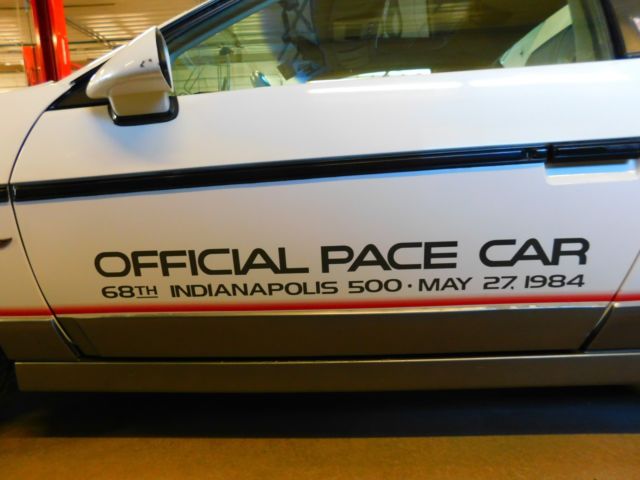 OFFICIAL PACE CAR
68TH INDIANAPOLIS 500 · MAY 27, 1984